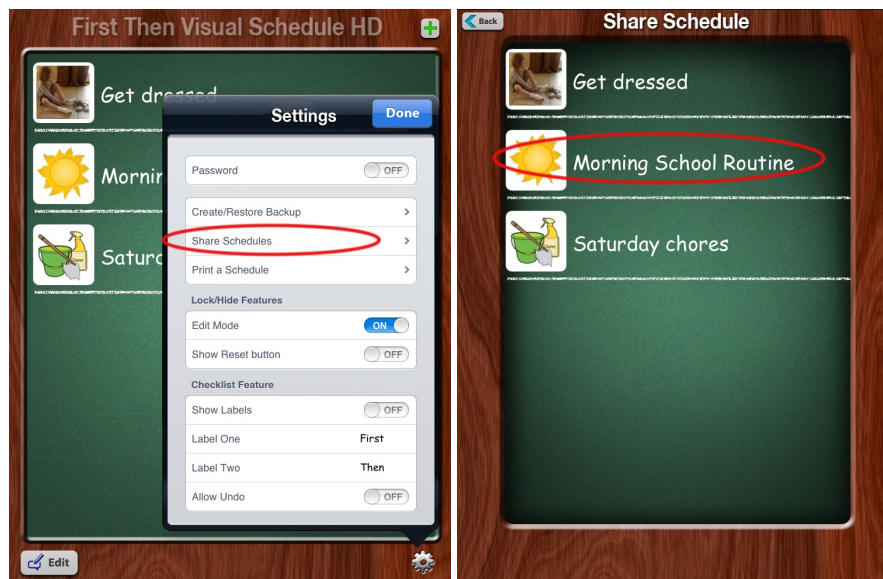 First Then Visual Schedule HD
Get dressed
Settings
Done
Mornin
Password
OFF
Create/Restore Backup
Share Schedules
Saturd
Print a Schedule
Lock/Hide Features
Edit Mode
ON
Show Reset button
OFF
Checklist Feature
Show Labels
OFF
Label One
First
Label Two
Then
Allow Undo
OFF
Edit
Back
Share Schedule
Get dressed
Morning School Routine
Saturday chores